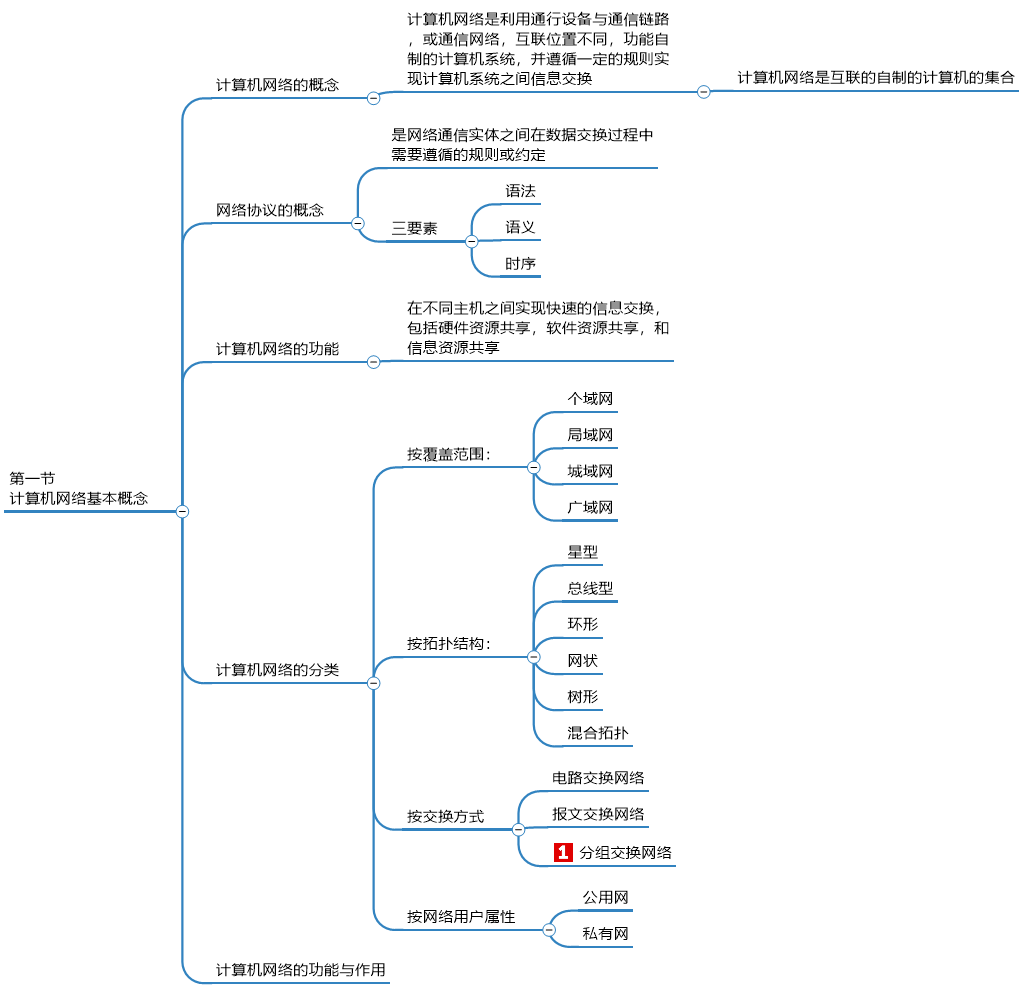 第一节
计算机网络基本概念
计算机网络的概念
计算机网络是利用通行设备与通信链路
，或通信网络，互联位置不同，功能自
制的计算机系统，并遵循一定的规则实
现计算机系统之间信息交换
计算机网络是互联的自制的计算机的集合
网络协议的概念
是网络通信实体之间在数据交换过程中
需要遵循的规则或约定
三要素
语法
语义
时序
计算机网络的功能
在不同主机之间实现快速的信息交换，
包括硬件资源共享，软件资源共享，和
信息资源共享
计算机网络的分类
按覆盖范围：
个域网
局域网
城域网
广域网
按拓扑结构：
星型
总线型
环形
网状
树形
混合拓扑
按交换方式
电路交换网络
报文交换网络
1 分组交换网络
按网络用户属性
公用网
私有网
计算机网络的功能与作用